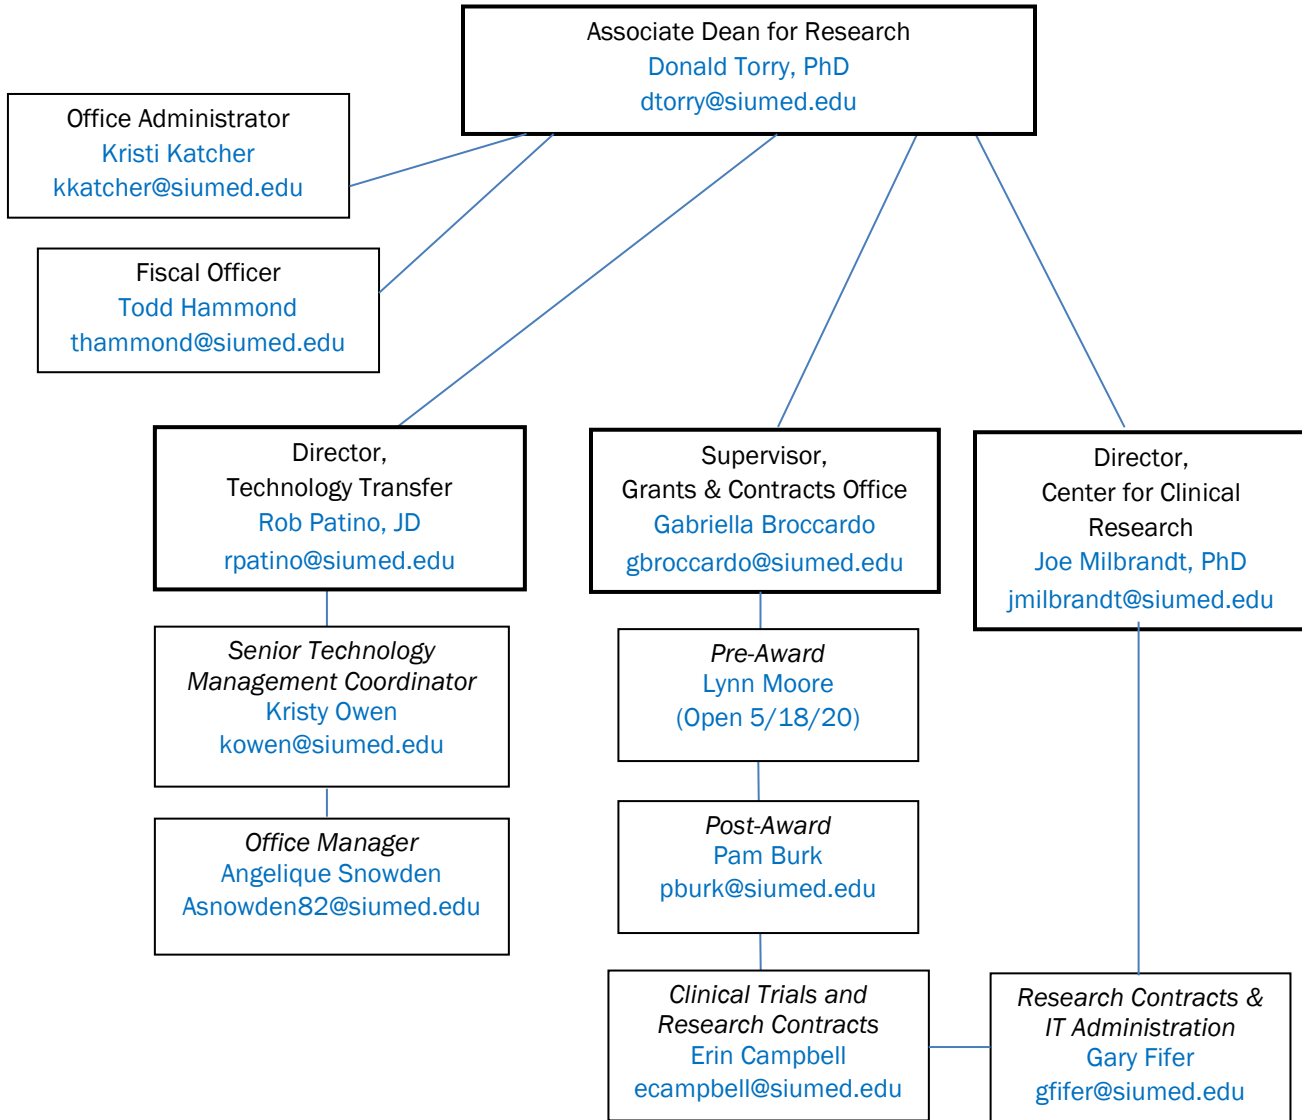 Associate Dean for Research
Donald Torry, PhD
dtorry@siumed.edu
Office Administrator
Kristi Katcher
kkatcher@siumed.edu
Fiscal Officer
Todd Hammond
thammond@siumed.edu
Director,
Technology Transfer
Rob Patino, JD
rpatino@siumed.edu
Supervisor,
Grants & Contracts Office
Gabriella Broccardo
gbroccardo@siumed.edu
Director,
Center for Clinical
Research
Joe Milbrandt, PhD
jmilbrandt@siumed.edu
Senior Technology
Management Coordinator
Kristy Owen
kowen@siumed.edu
Pre-Award
Lynn Moore
(Open 5/18/20)
Office Manager
Angelique Snowden
Asnowden82@siumed.edu
Post-Award
Pam Burk
pburk@siumed.edu
Clinical Trials and
Research Contracts
Erin Campbell
ecampbell@siumed.edu
Research Contracts &
IT Administration
Gary Fifer
gfifer@siumed.edu